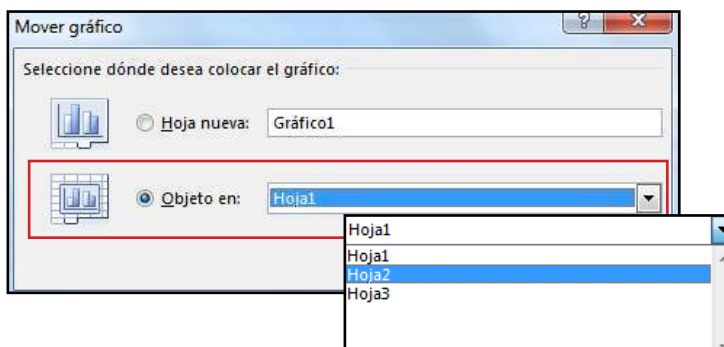 Mover gráfico
Seleccione dónde desea colocar el gráfico:
Hoja nueva: Gráfico1
Objeto en: Hoja1
Hoja1
Hoja1
Hoja2
Hoja3